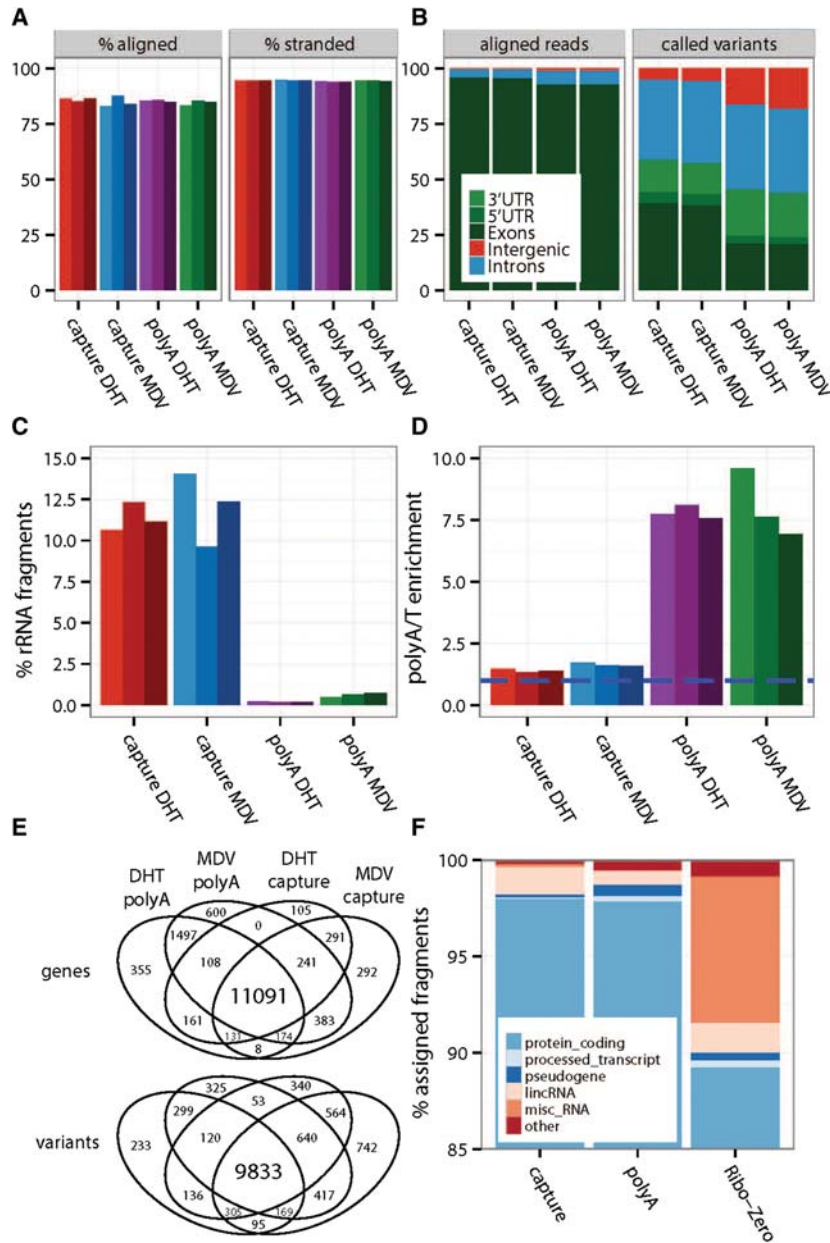 A
% aligned
% stranded
100
75
50
25
0
capture DHT
capture MDV
polyA DHT
polyA MDV
capture DHT
capture MDV
polyA DHT
polyA MDV
B
aligned reads
called variants
100
75
50
25
0
3'UTR
5'UTR
Exons
Intergenic
Introns
capture DHT
capture MDV
polyA DHT
polyA MDV
capture DHT
capture MDV
polyA DHT
polyA MDV
C
% rRNA fragments
15.0
12.5
10.0
7.5
5.0
2.5
0.0
capture DHT
capture MDV
polyA DHT
polyA MDV
D
polyA/T enrichment
10.0
7.5
5.0
2.5
0.0
capture DHT
capture MDV
polyA DHT
polyA MDV
E
DHT polyA
MDV polyA
DHT capture
MDV capture
genes
600
0
105
1497
291
355
108
241
292
11091
161
383
131
174
8
variants
325
53
340
299
564
233
120
640
742
9833
136
417
305
169
95
F
% assigned fragments
100
95
90
85
protein_coding
processed_transcript
pseudogene
lincRNA
misc_RNA
other
capture
polyA
Ribo-Zero